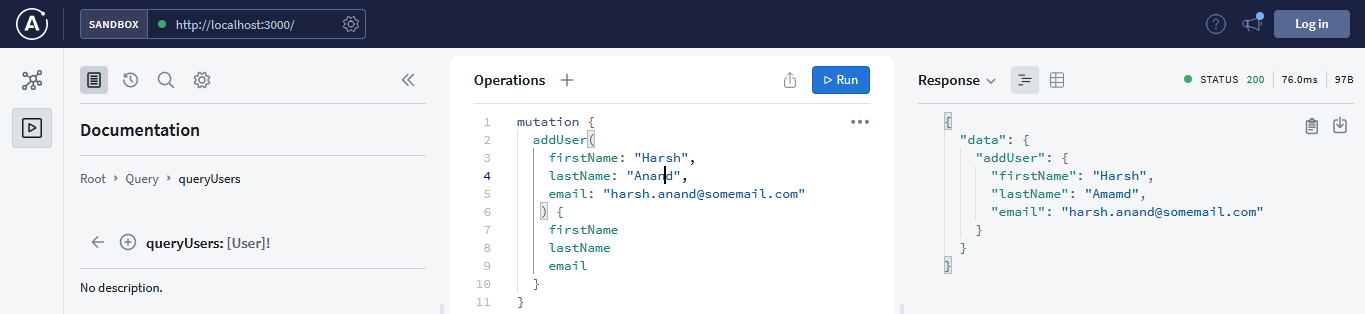 SANDBOX http://localhost:3000/ Log in
Documentation
Root > Query > queryUsers
queryUsers: [User]!
No description.
Operations + Run
1 mutation {
2 addUser(
3 firstName: "Harsh",
4 lastName: "Anand",
5 email: "harsh.anand@somemail.com"
6 ) {
7 firstName
8 lastName
9 email
10 }
11 }
Response STATUS 200 76.0ms 97B
{
"data": {
"addUser": {
"firstName": "Harsh",
"lastName": "Amamd",
"email": "harsh.anand@somemail.com"
}
}
}